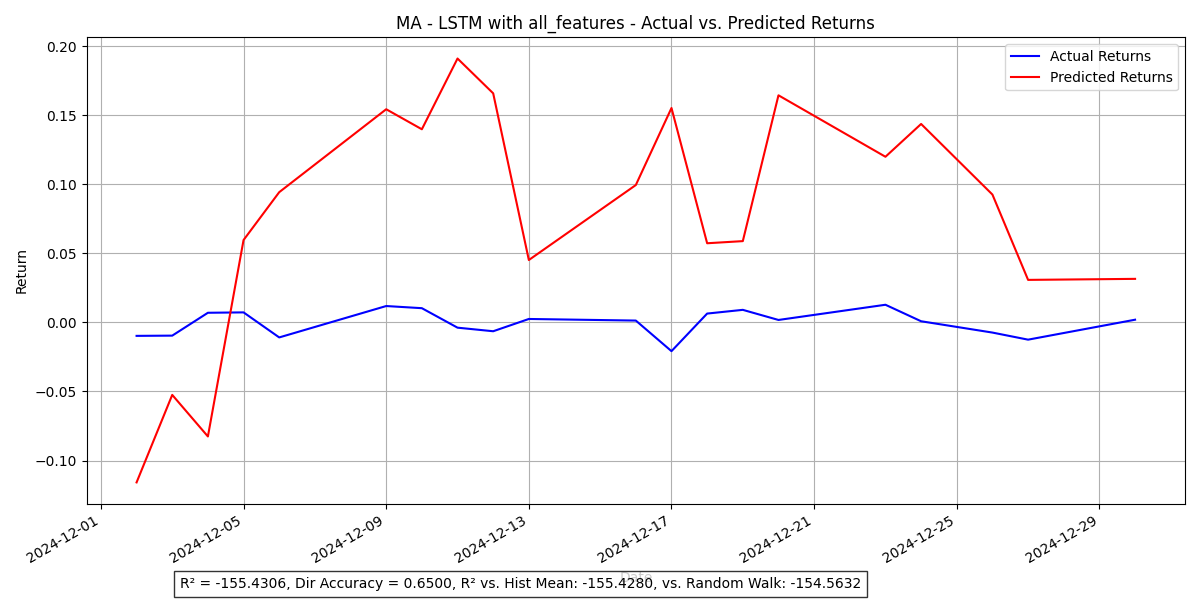 MA - LSTM with all_features - Actual vs. Predicted Returns
Actual Returns
Predicted Returns
Return
0.20
0.15
0.10
0.05
0.00
−0.05
−0.10
2024-12-01
2024-12-05
2024-12-09
2024-12-13
2024-12-17
2024-12-21
2024-12-25
2024-12-29
Date
R² = -155.4306, Dir Accuracy = 0.6500, R² vs. Hist Mean: -155.4280, vs. Random Walk: -154.5632